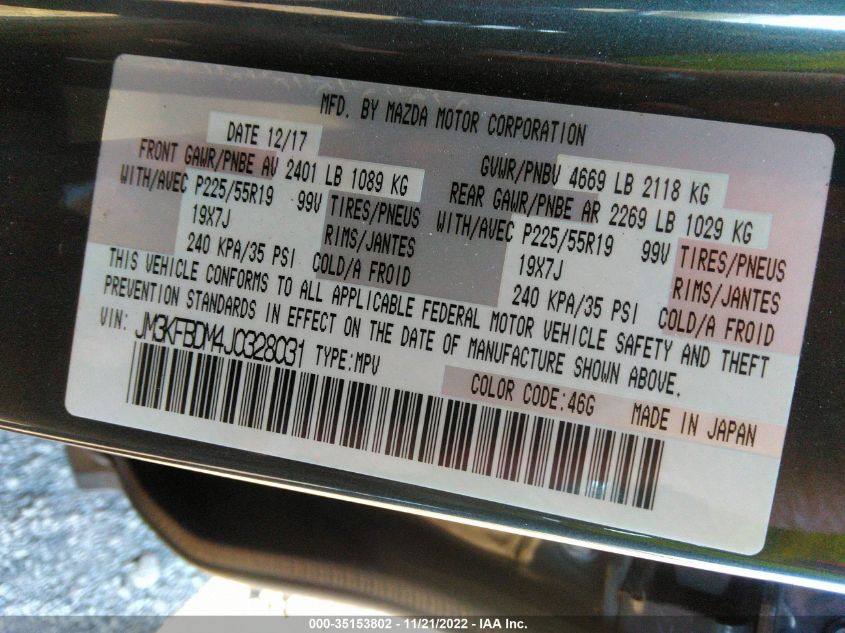 MFD. BY MAZDA MOTOR CORPORATION
DATE 12/17
GVWR/PNBV 4669 LB 2118 KG
FRONT GAWR/PNBE AV 2401 LB 1089 KG
REAR GAWR/PNBE AR 2269 LB 1029 KG
WITH/AVEC P225/55R19 99V TIRES/PNEUS
19X7J RIMS/JANTES
240 KPA/35 PSI COLD/A FROID
WITH/AVEC P225/55R19 99V TIRES/PNEUS
19X7J RIMS/JANTES
240 KPA/35 PSI COLD/A FROID
THIS VEHICLE CONFORMS TO ALL APPLICABLE FEDERAL MOTOR VEHICLE SAFETY AND THEFT
PREVENTION STANDARDS IN EFFECT ON THE DATE OF MANUFACTURE SHOWN ABOVE.
VIN: JM3KFBDM4J0328031 TYPE:MPV
COLOR CODE:46G MADE IN JAPAN
000-35153802 - 11/21/2022 - IAA Inc.